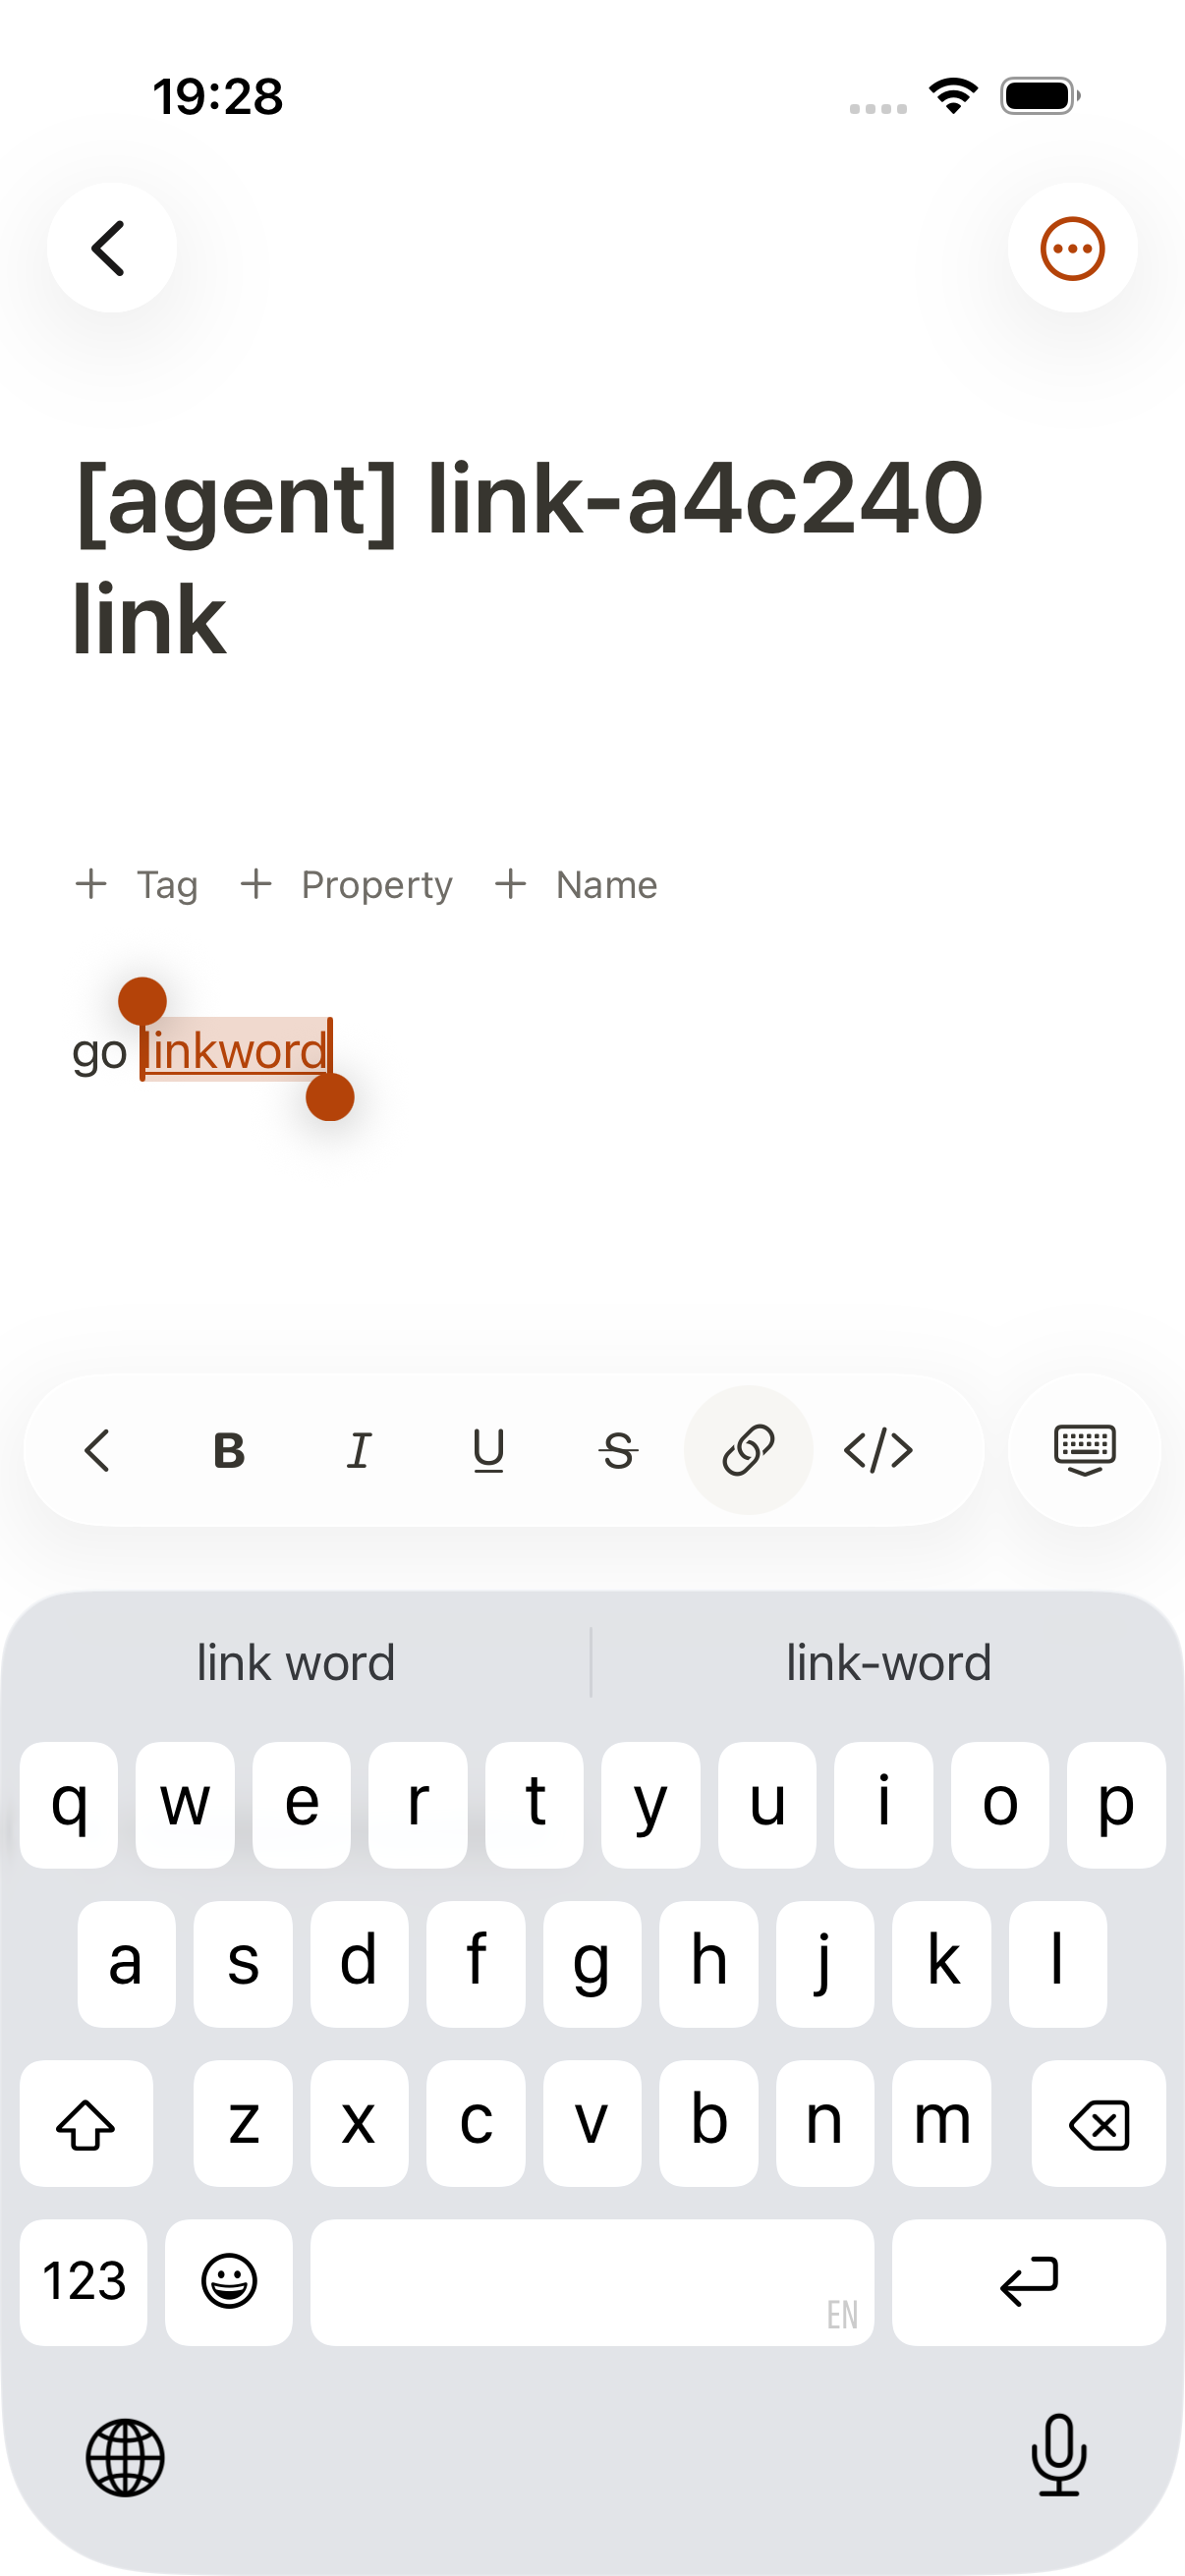 19:28
[agent] link-a4c240
link
+ Tag + Property + Name
go linkword
B I U S </>
link word link-word
q w e r t y u i o p
a s d f g h j k l
z x c v b n m
123 EN